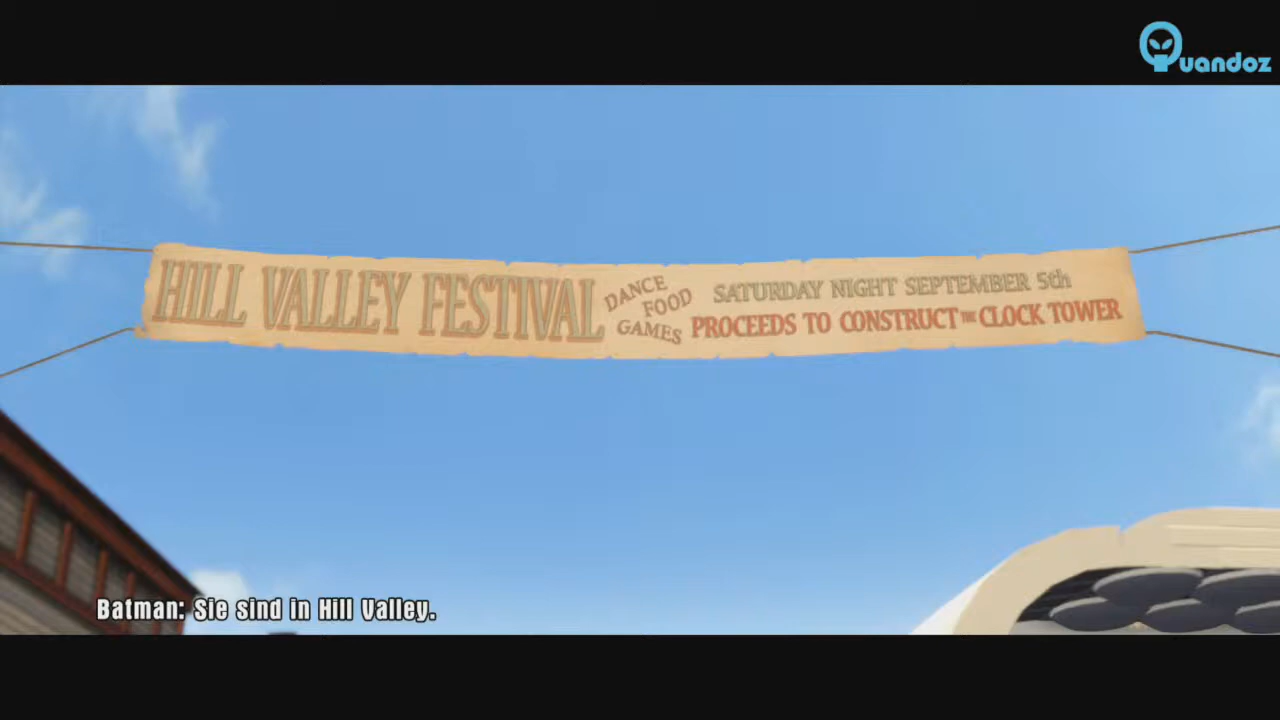 Quandoz
HILL VALLEY FESTIVAL
DANCE
FOOD
GAMES
SATURDAY NIGHT SEPTEMBER 5th
PROCEEDS TO CONSTRUCT THE CLOCK TOWER
Batman: Sie sind in Hill Valley.